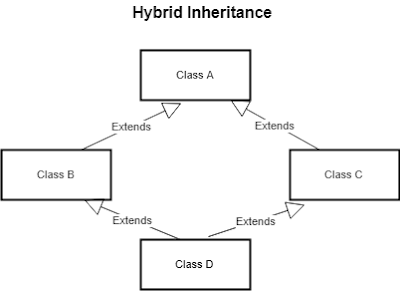 Hybrid Inheritance
Class A
Extends
Extends
Class B
Class C
Extends
Extends
Class D